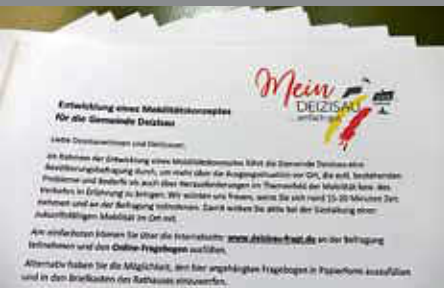 Mein
DEIZISAU
...einfach gut
Entwicklung eines Mobilitätskonzeptes
für die Gemeinde Deizisau
Liebe Deizisauerinnen und Deizisauer,
im Rahmen der Entwicklung eines Mobilitätskonzeptes führt die Gemeinde Deizisau eine
Bevölkerungsbefragung durch, um mehr über die Ausgangssituation vor Ort, die evtl. bestehenden
Probleme und Bedarfe als auch über Herausforderungen im Themenfeld der Mobilität bzw. des
Verkehrs in Erfahrung zu bringen. Wir würden uns freuen, wenn Sie sich rund 15-20 Minuten Zeit
nehmen und an der Befragung teilnehmen. Damit wirken Sie aktiv bei der Gestaltung einer
zukunftsfähigen Mobilität im Ort mit.
Am einfachsten können Sie über die Internetseite: www.deizisau-fragt.de an der Befragung
teilnehmen und den Online-Fragebogen ausfüllen.
Alternativ haben Sie die Möglichkeit, den hier angehängten Fragebogen in Papierform auszufüllen
und in den Briefkasten des Rathauses einzuwerfen.